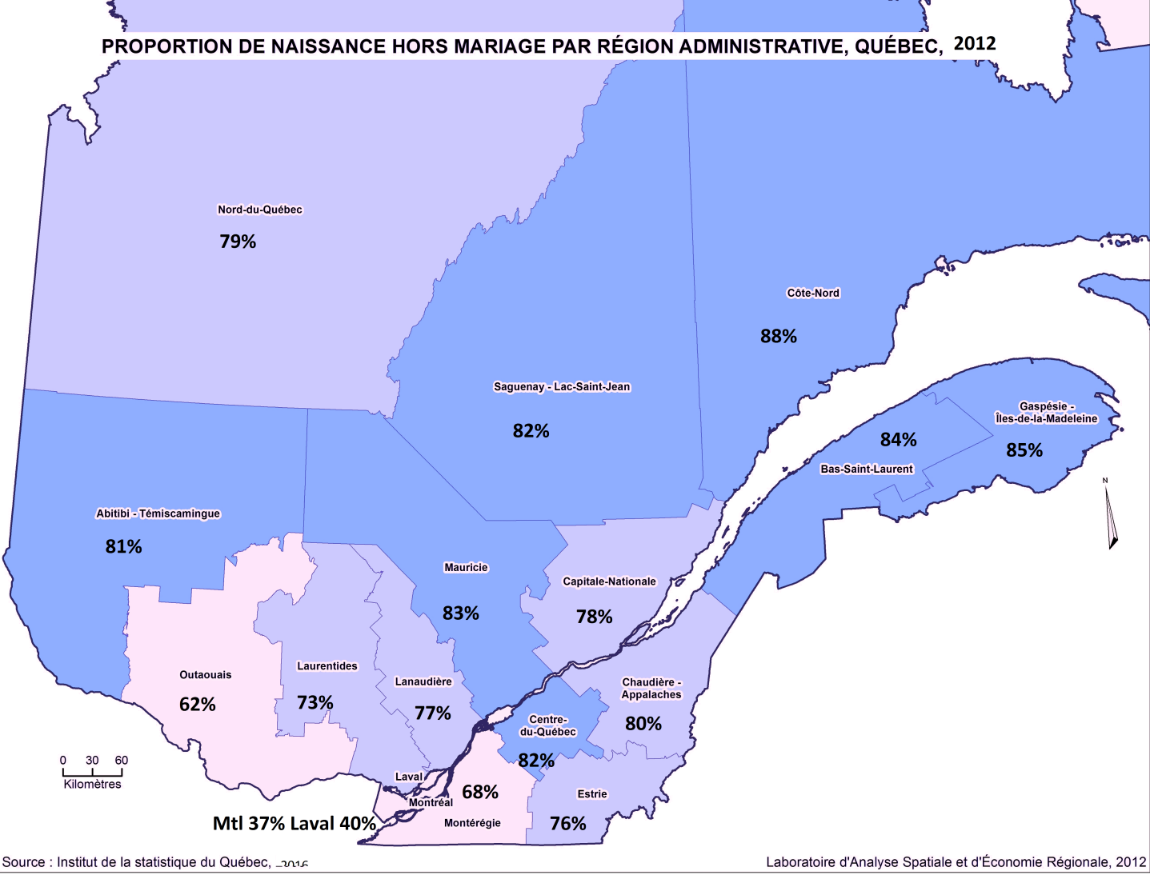 PROPORTION DE NAISSANCE HORS MARIAGE PAR RÉGION ADMINISTRATIVE, QUÉBEC, 2012
Nord-du-Québec
79%
Côte-Nord
88%
Saguenay - Lac-Saint-Jean
82%
Gaspésie -
Îles-de-la-Madeleine
85%
84%
Bas-Saint-Laurent
N
Abitibi - Témiscamingue
81%
Mauricie
83%
Capitale-Nationale
78%
Outaouais
62%
Laurentides
73%
Lanaudière
77%
Chaudière -
Appalaches
80%
Centre-
du-Québec
82%
0 30 60
Kilomètres
Laval
Montréal
68%
Montérégie
Estrie
76%
Mtl 37% Laval 40%
Source : Institut de la statistique du Québec,
Laboratoire d'Analyse Spatiale et d'Économie Régionale, 2012